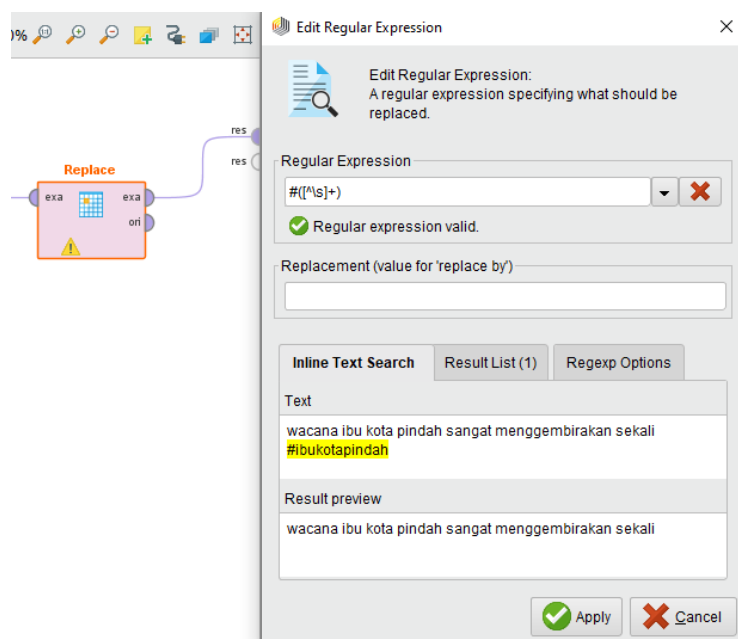 )%
Edit Regular Expression
Edit Regular Expression:
A regular expression specifying what should be
replaced.
res
res
Replace
exa
exa
ori
Regular Expression
#([^\s]+)
Regular expression valid.
Replacement (value for 'replace by')
Inline Text Search
Result List (1)
Regexp Options
Text
wacana ibu kota pindah sangat menggembirakan sekali
#ibukotapindah
Result preview
wacana ibu kota pindah sangat menggembirakan sekali
Apply
Cancel